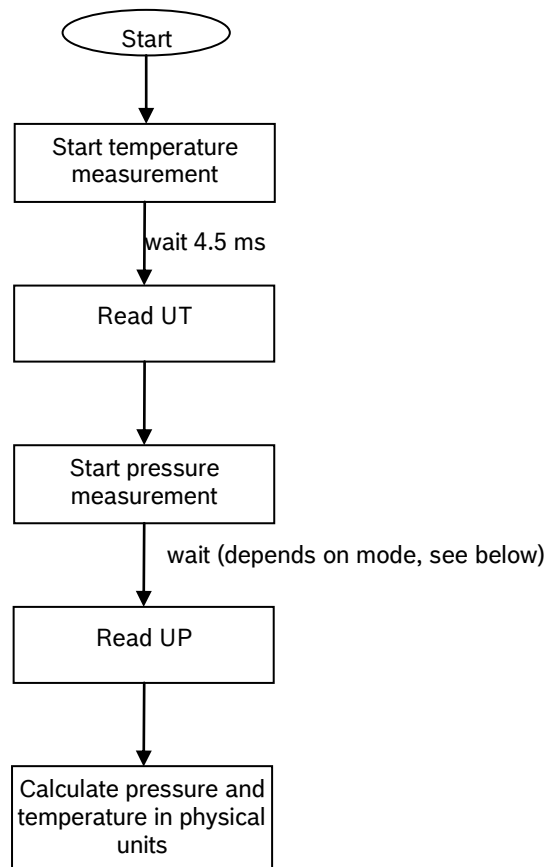 Start
Start temperature
measurement
wait 4.5 ms
Read UT
Start pressure
measurement
wait (depends on mode, see below)
Read UP
Calculate pressure and
temperature in physical
units